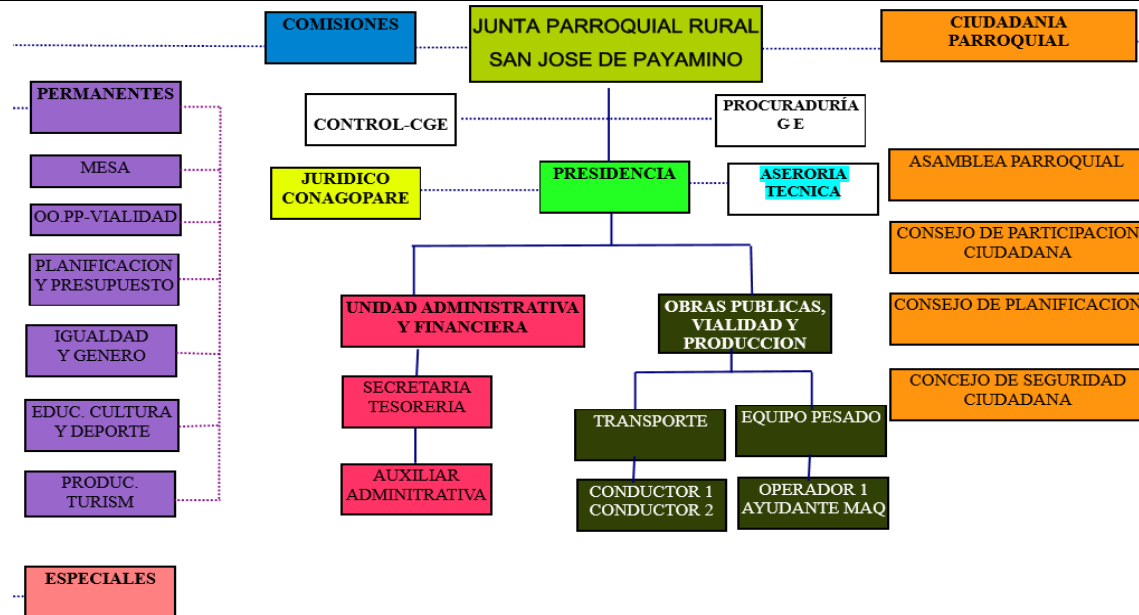 COMISIONES
JUNTA PARROQUIAL RURAL
SAN JOSE DE PAYAMINO
CIUDADANIA
PARROQUIAL
PERMANENTES
CONTROL-CGE
PROCURADURÍA
G E
MESA
JURIDICO
CONAGOPARE
PRESIDENCIA
ASERORIA
TECNICA
ASAMBLEA PARROQUIAL
OO.PP-VIALIDAD
CONSEJO DE PARTICIPACION
CIUDADANA
PLANIFICACION
Y PRESUPUESTO
UNIDAD ADMINISTRATIVA
Y FINANCIERA
OBRAS PUBLICAS,
VIALIDAD Y
PRODUCCION
CONSEJO DE PLANIFICACION
IGUALDAD
Y GENERO
SECRETARIA
TESORERIA
CONCEJO DE SEGURIDAD
CIUDADANA
EDUC. CULTURA
Y DEPORTE
TRANSPORTE
EQUIPO PESADO
PRODUC.
TURISM
AUXILIAR
ADMINITRATIVA
CONDUCTOR 1
CONDUCTOR 2
OPERADOR 1
AYUDANTE MAQ
ESPECIALES